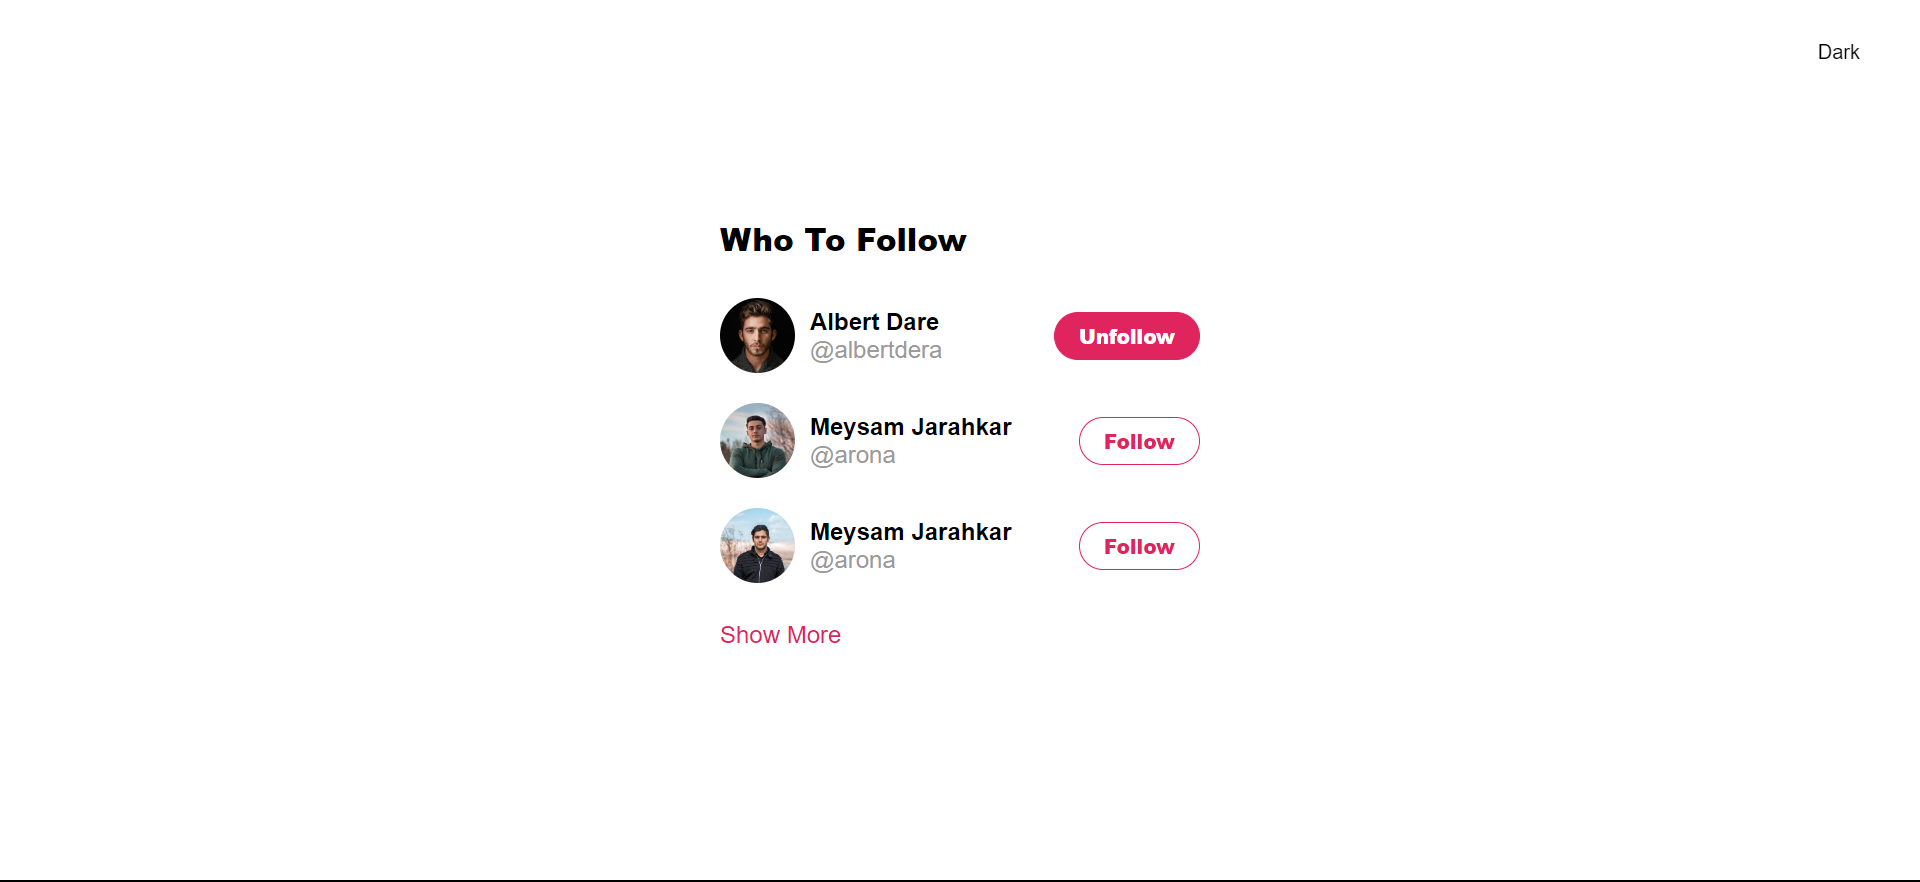 Dark
Who To Follow
Albert Dare
@albertdera
Unfollow
Meysam Jarahkar
@arona
Follow
Meysam Jarahkar
@arona
Follow
Show More